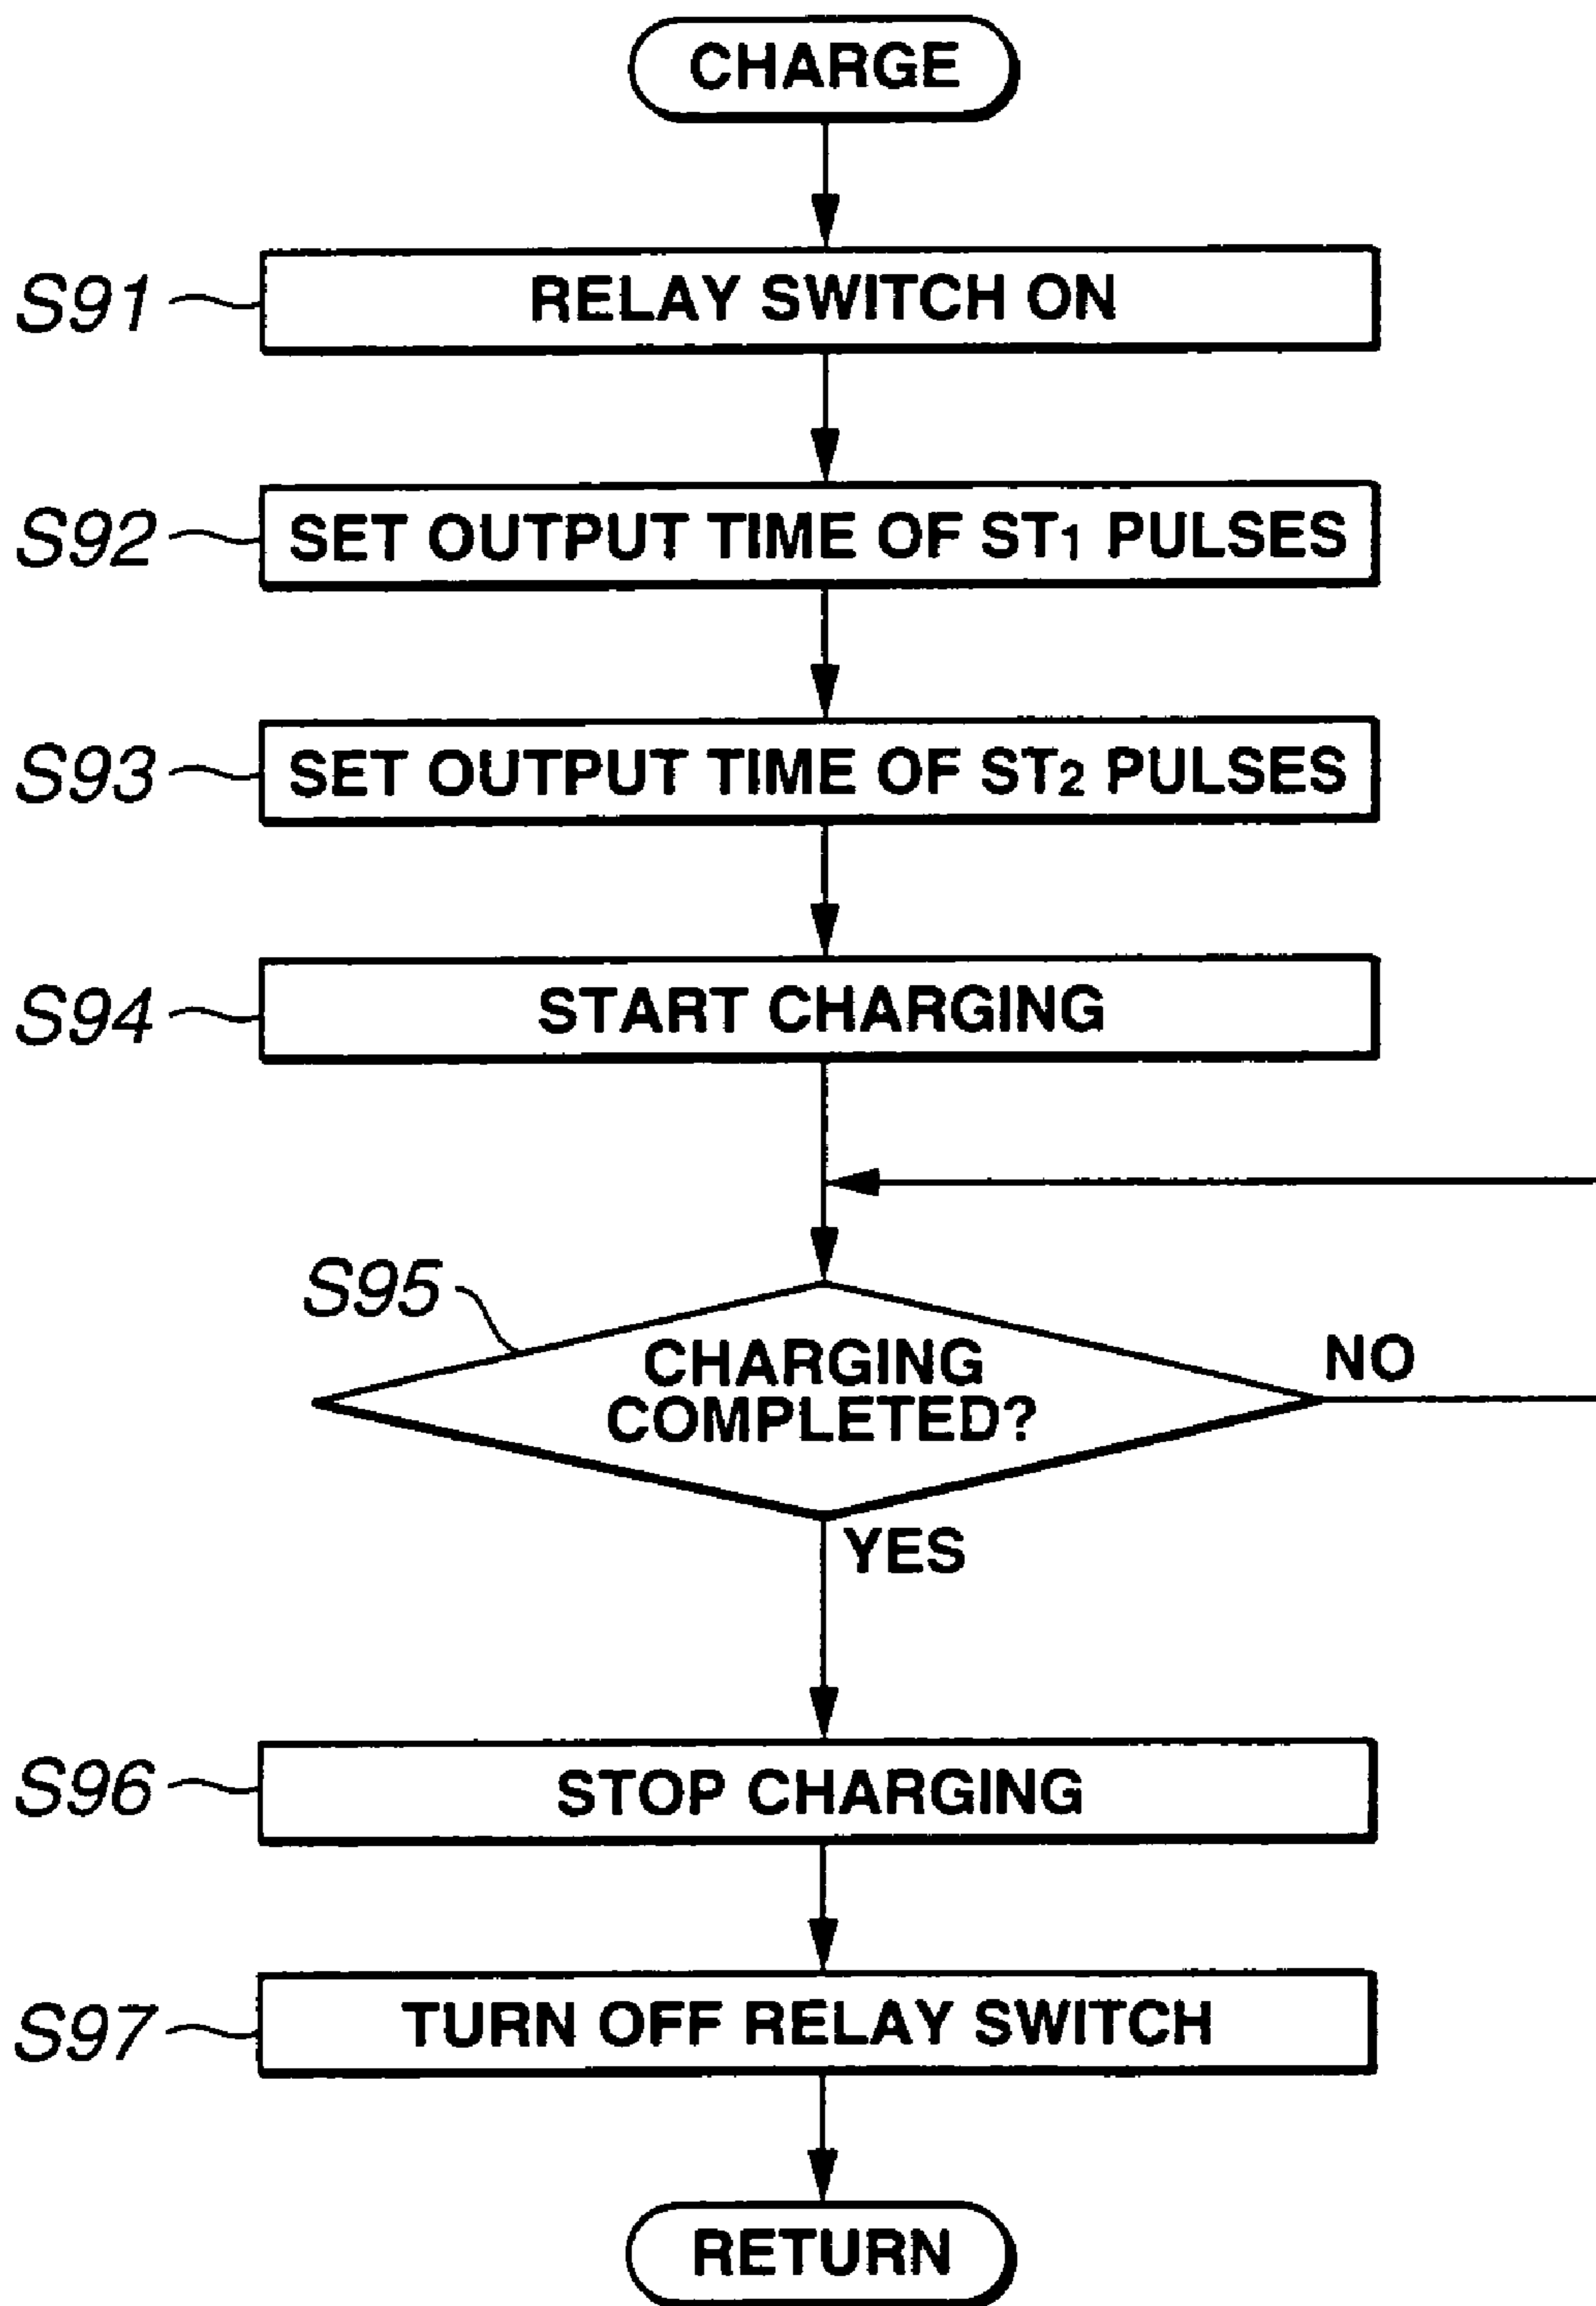 CHARGE
S91
RELAY SWITCH ON
S92
SET OUTPUT TIME OF ST1 PULSES
S93
SET OUTPUT TIME OF ST2 PULSES
S94
START CHARGING
S95
CHARGING
COMPLETED?
NO
YES
S96
STOP CHARGING
S97
TURN OFF RELAY SWITCH
RETURN